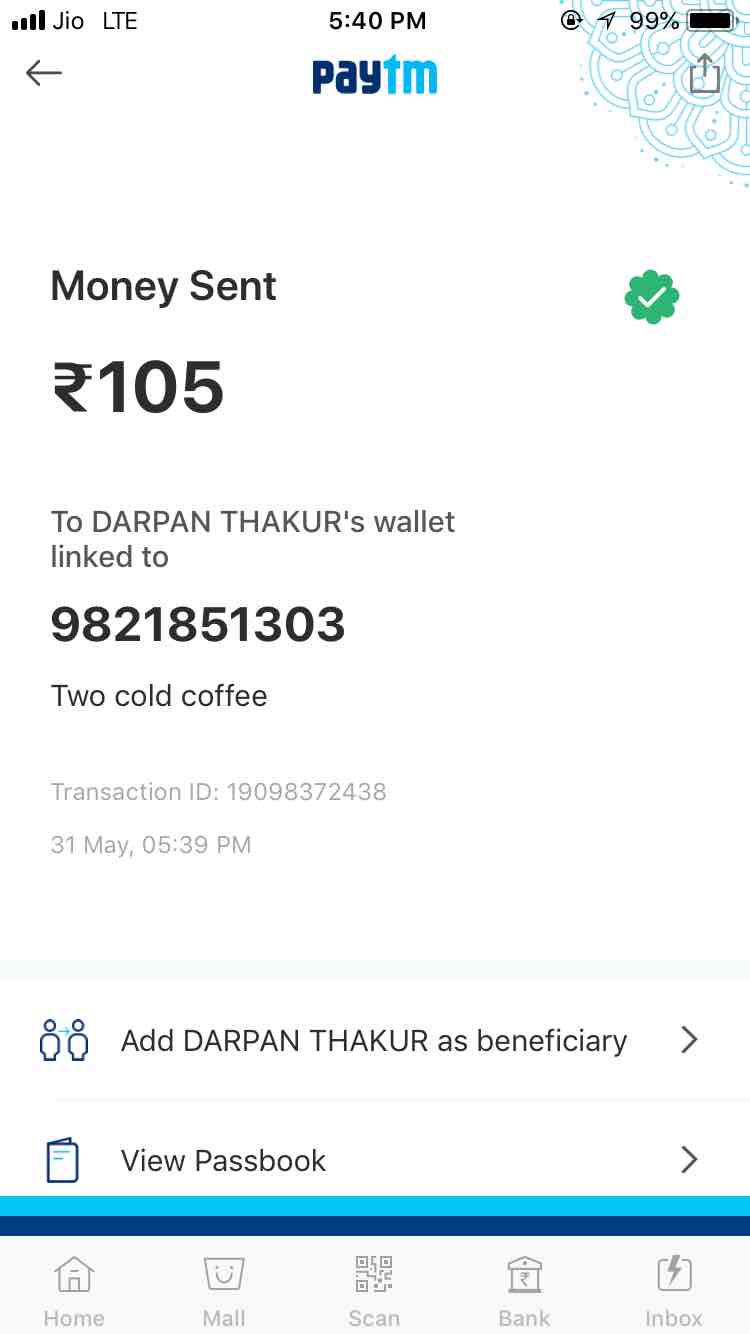 Jio LTE 5:40 PM 99%
paytm
Money Sent
₹105
To DARPAN THAKUR's wallet
linked to
9821851303
Two cold coffee
Transaction ID: 19098372438
31 May, 05:39 PM
Add DARPAN THAKUR as beneficiary
View Passbook
Home Mall Scan Bank Inbox